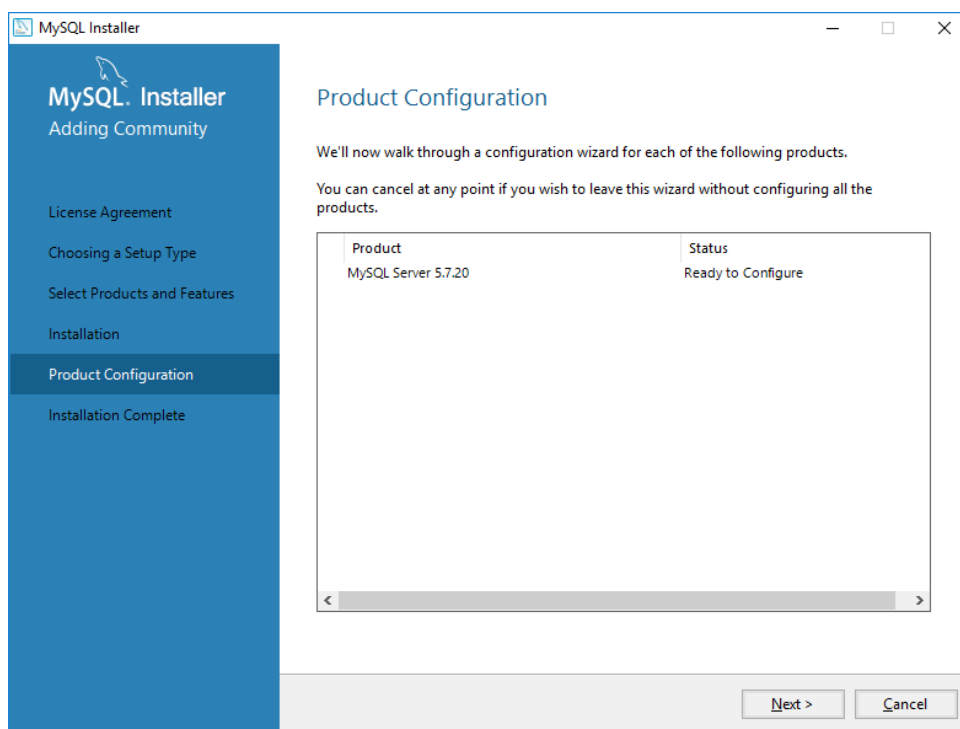 MySQL Installer
MySQL. Installer
Adding Community
License Agreement
Choosing a Setup Type
Select Products and Features
Installation
Product Configuration
Installation Complete
Product Configuration
We'll now walk through a configuration wizard for each of the following products.
You can cancel at any point if you wish to leave this wizard without configuring all the
products.
Product Status
MySQL Server 5.7.20 Ready to Configure
Next > Cancel